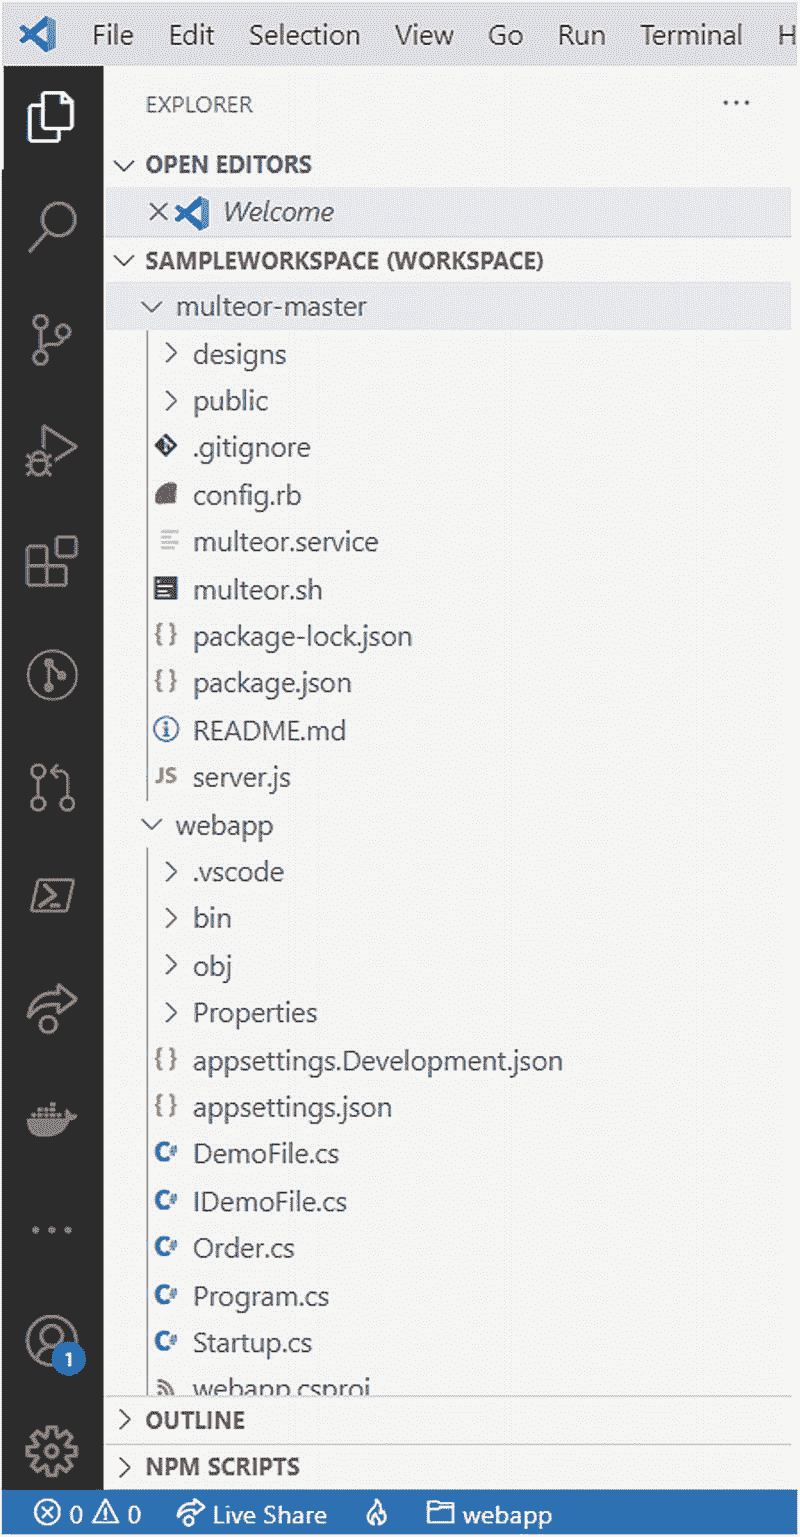 File Edit Selection View Go Run Terminal H
EXPLORER ...
OPEN EDITORS
Welcome
SAMPLEWORKSPACE (WORKSPACE)
multeor-master
designs
public
.gitignore
config.rb
multeor.service
multeor.sh
{} package-lock.json
{} package.json
README.md
JS server.js
webapp
.vscode
bin
obj
Properties
{} appsettings.Development.json
{} appsettings.json
C# DemoFile.cs
C# IDemoFile.cs
C# Order.cs
C# Program.cs
C# Startup.cs
webapp.csproj
OUTLINE
NPM SCRIPTS
1
0 0 Live Share webapp